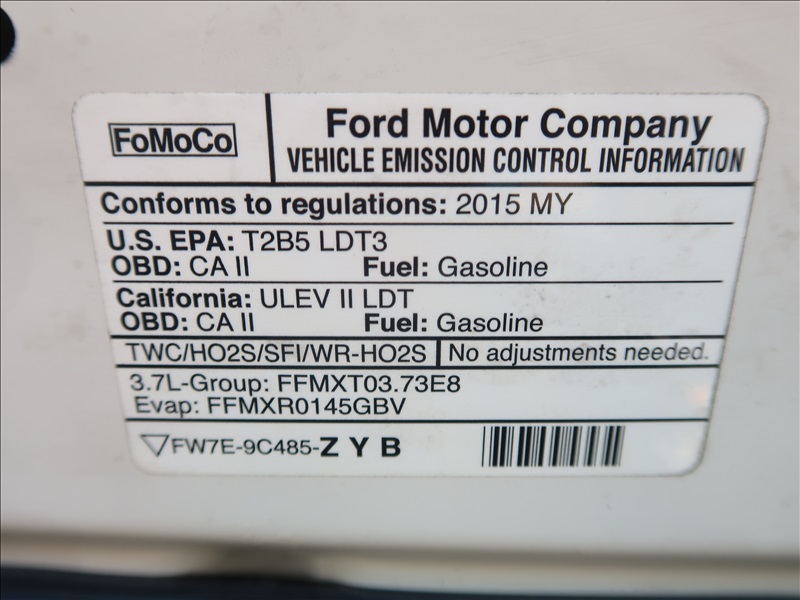 FoMoCo
Ford Motor Company
VEHICLE EMISSION CONTROL INFORMATION
Conforms to regulations: 2015 MY
U.S. EPA: T2B5 LDT3
OBD: CA II Fuel: Gasoline
California: ULEV II LDT
OBD: CA II Fuel: Gasoline
TWC/HO2S/SFI/WR-HO2S No adjustments needed.
3.7L-Group: FFMXT03.73E8
Evap: FFMXR0145GBV
FW7E-9C485-Z Y B